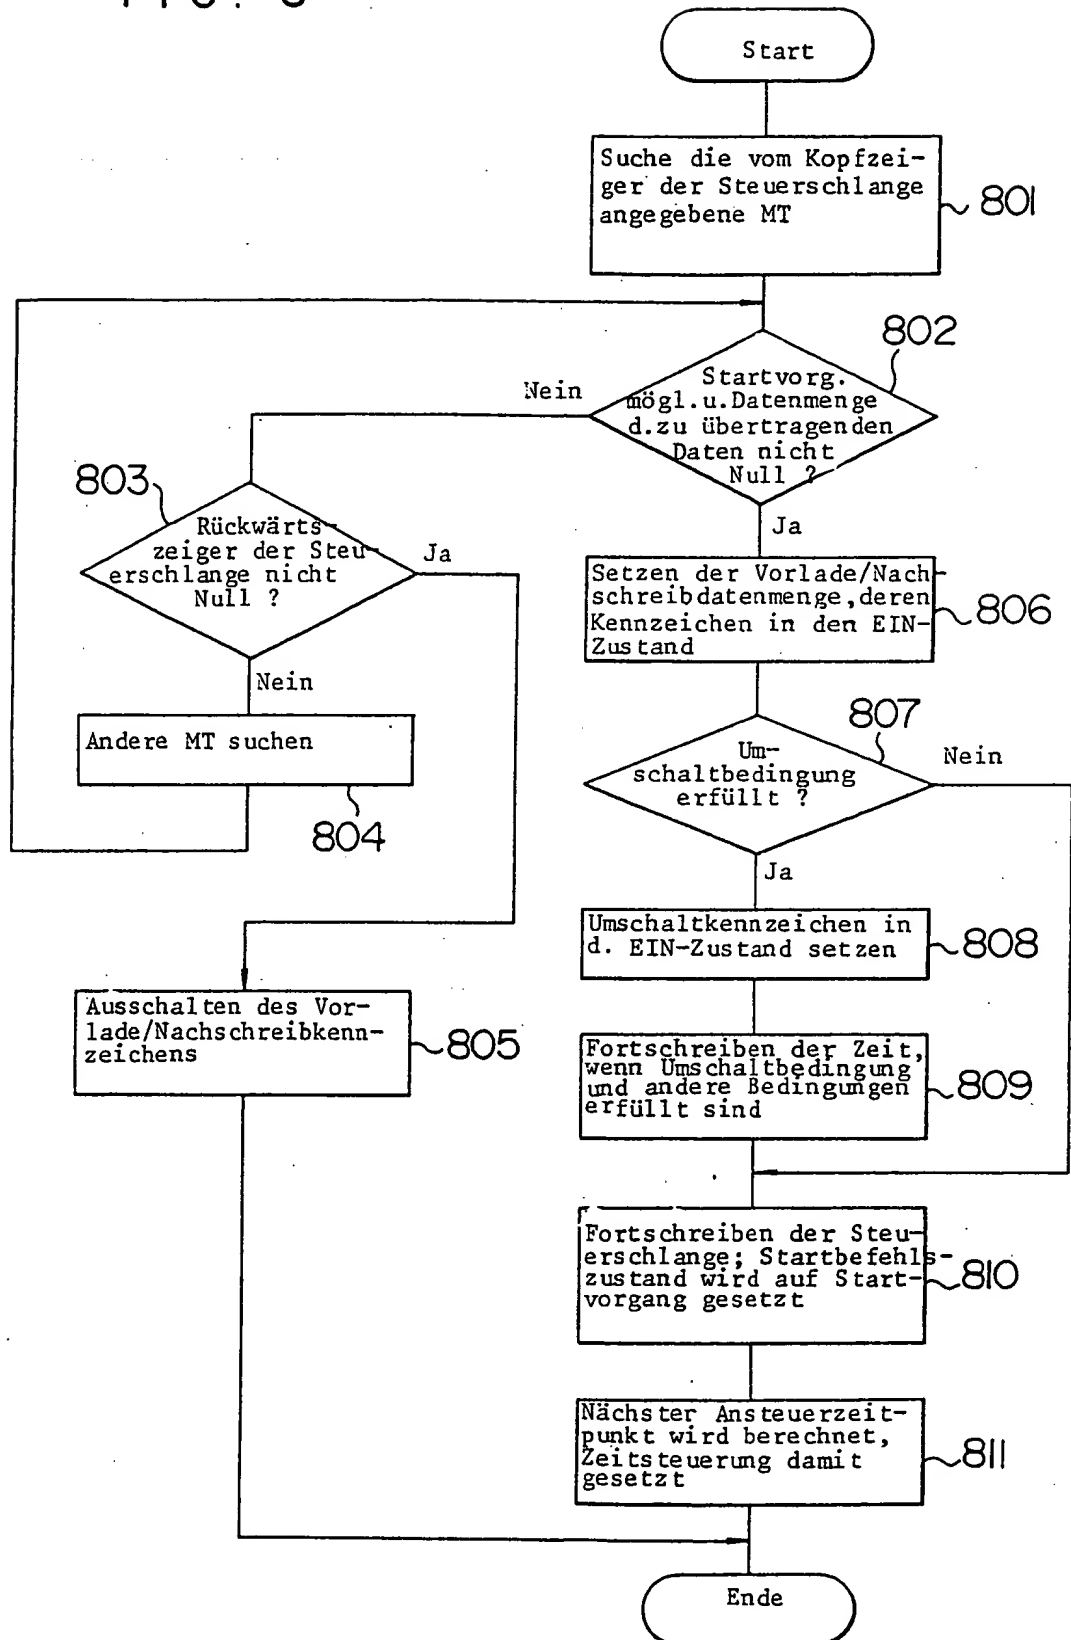 Start
Suche die vom Kopfzei-
ger der Steuerschlange
angegebene MT
801
802
Startvorg.
mögl.u.Datenmenge
d.zu übertragenden
Daten nicht
Null ?
Nein
Ja
803
Rückwärts-
zeiger der Steu-
erschlange nicht
Null ?
Ja
Nein
Andere MT suchen
804
Ausschalten des Vor-
lade/Nachschreibkenn-
zeichens
805
Setzen der Vorlade/Nach-
schreibdatenmenge,deren
Kennzeichen in den EIN-
Zustand
806
807
Um-
schaltbedingung
erfüllt ?
Nein
Ja
Umschaltkennzeichen in
d. EIN-Zustand setzen
808
Fortschreiben der Zeit,
wenn Umschaltbedingung
und andere Bedingungen
erfüllt sind
809
Fortschreiben der Steu-
erschlange; Startbefehls-
zustand wird auf Start-
vorgang gesetzt
810
Nächster Ansteuerzeit-
punkt wird berechnet,
Zeitsteuerung damit
gesetzt
811
Ende